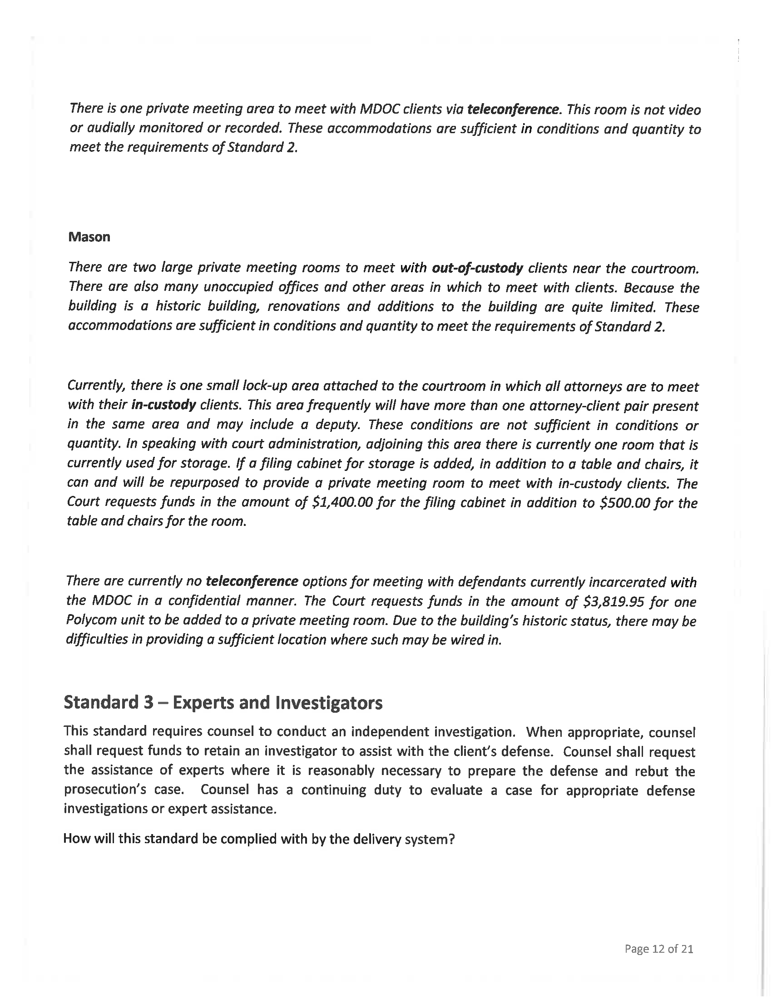 There is one private meeting area to meet with MDOC clients via teleconference. This room is not video
or audially monitored or recorded. These accommodations are sufficient in conditions and quantity to
meet the requirements of Standard 2.
Mason
There are two large private meeting rooms to meet with out-of-custody clients near the courtroom.
There are also many unoccupied offices and other areas in which to meet with clients. Because the
building is a historic building, renovations and additions to the building are quite limited. These
accommodations are sufficient in conditions and quantity to meet the requirements of Standard 2.
Currently, there is one small lock-up area attached to the courtroom in which all attorneys are to meet
with their in-custody clients. This area frequently will have more than one attorney-client pair present
in the same area and may include a deputy. These conditions are not sufficient in conditions or
quantity. In speaking with court administration, adjoining this area there is currently one room that is
currently used for storage. If a filing cabinet for storage is added, in addition to a table and chairs, it
can and will be repurposed to provide a private meeting room to meet with in-custody clients. The
Court requests funds in the amount of $1,400.00 for the filing cabinet in addition to $500.00 for the
table and chairs for the room.
There are currently no teleconference options for meeting with defendants currently incarcerated with
the MDOC in a confidential manner. The Court requests funds in the amount of $3,819.95 for one
Polycom unit to be added to a private meeting room. Due to the building's historic status, there may be
difficulties in providing a sufficient location where such may be wired in.
Standard 3 – Experts and Investigators
This standard requires counsel to conduct an independent investigation. When appropriate, counsel
shall request funds to retain an investigator to assist with the client's defense. Counsel shall request
the assistance of experts where it is reasonably necessary to prepare the defense and rebut the
prosecution's case. Counsel has a continuing duty to evaluate a case for appropriate defense
investigations or expert assistance.
How will this standard be complied with by the delivery system?
Page 12 of 21